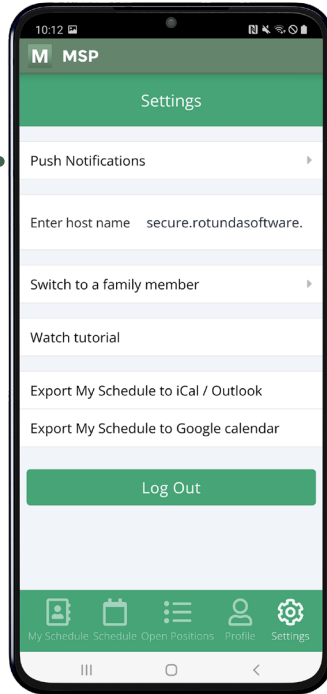 10:12
M MSP
Settings
Push Notifications
Enter host name secure.rotundasoftware.
Switch to a family member
Watch tutorial
Export My Schedule to iCal / Outlook
Export My Schedule to Google calendar
Log Out
My Schedule Schedule Open Positions Profile Settings